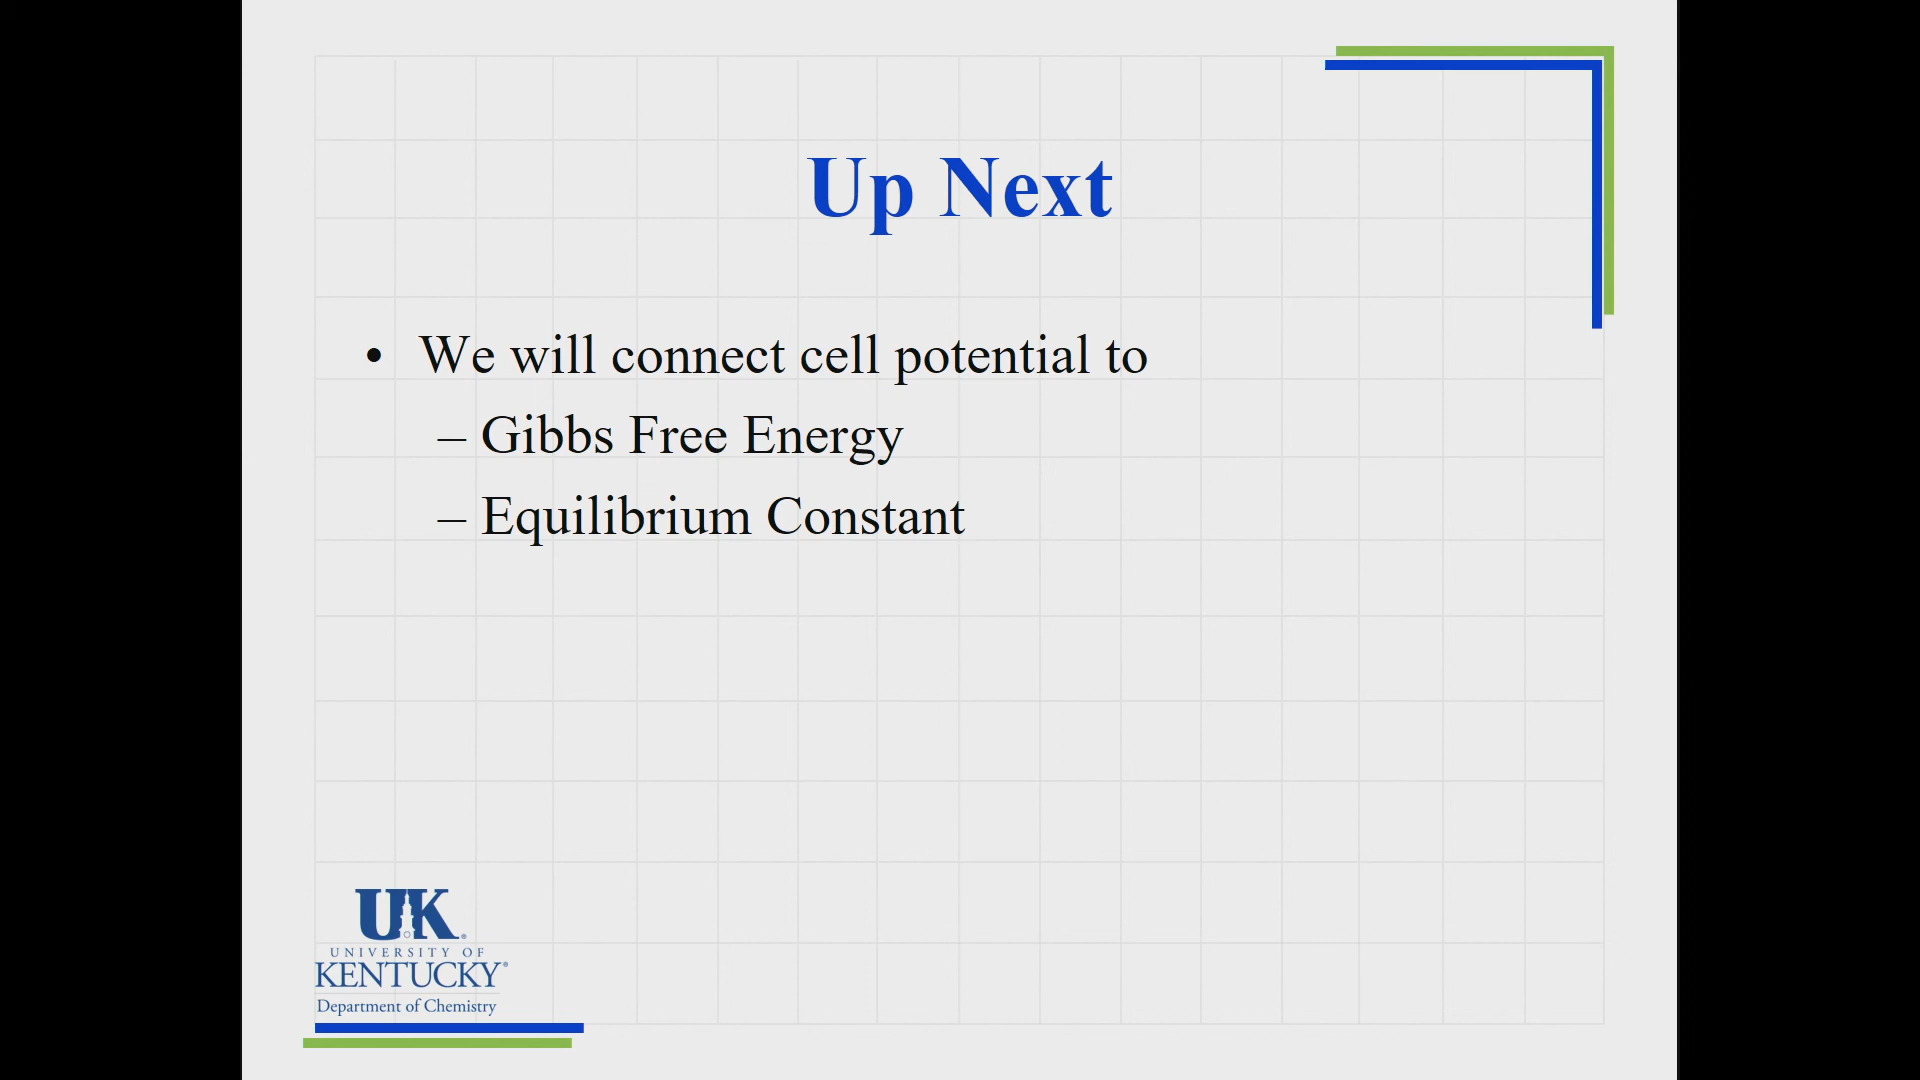 Up Next
• We will connect cell potential to
– Gibbs Free Energy
– Equilibrium Constant
UK®
UNIVERSITY OF
KENTUCKY®
Department of Chemistry